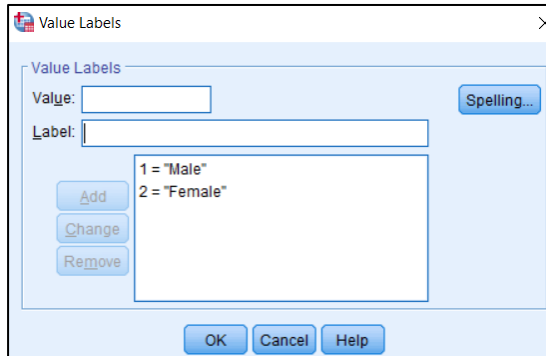 Value Labels
Value Labels
Value:
Spelling...
Label:
1 = "Male"
2 = "Female"
Add
Change
Remove
OK Cancel Help